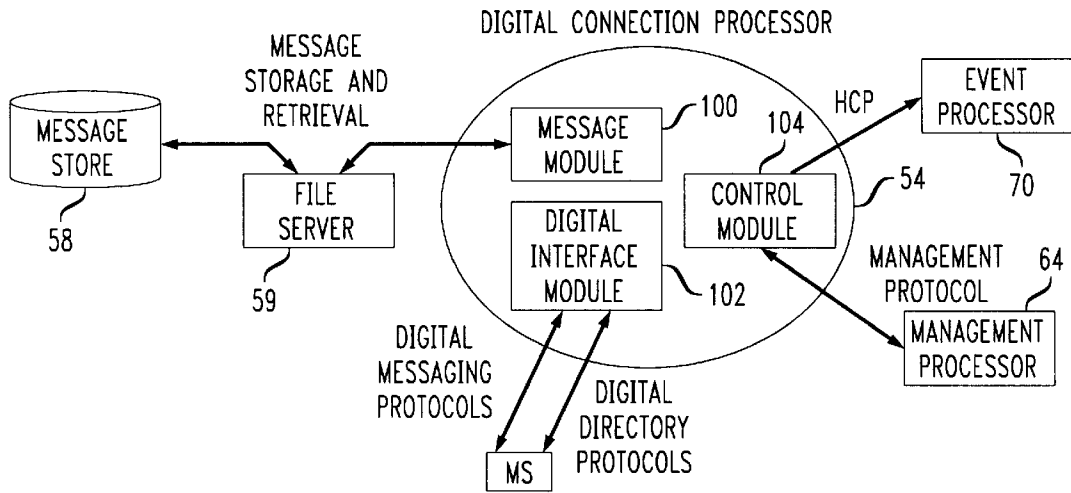 DIGITAL CONNECTION PROCESSOR
MESSAGE
STORAGE AND
RETRIEVAL
MESSAGE
STORE
58
FILE
SERVER
59
MESSAGE
MODULE
100
DIGITAL
INTERFACE
MODULE
102
104
CONTROL
MODULE
HCP
EVENT
PROCESSOR
70
54
MANAGEMENT
PROTOCOL
64
MANAGEMENT
PROCESSOR
DIGITAL
MESSAGING
PROTOCOLS
DIGITAL
DIRECTORY
PROTOCOLS
MS